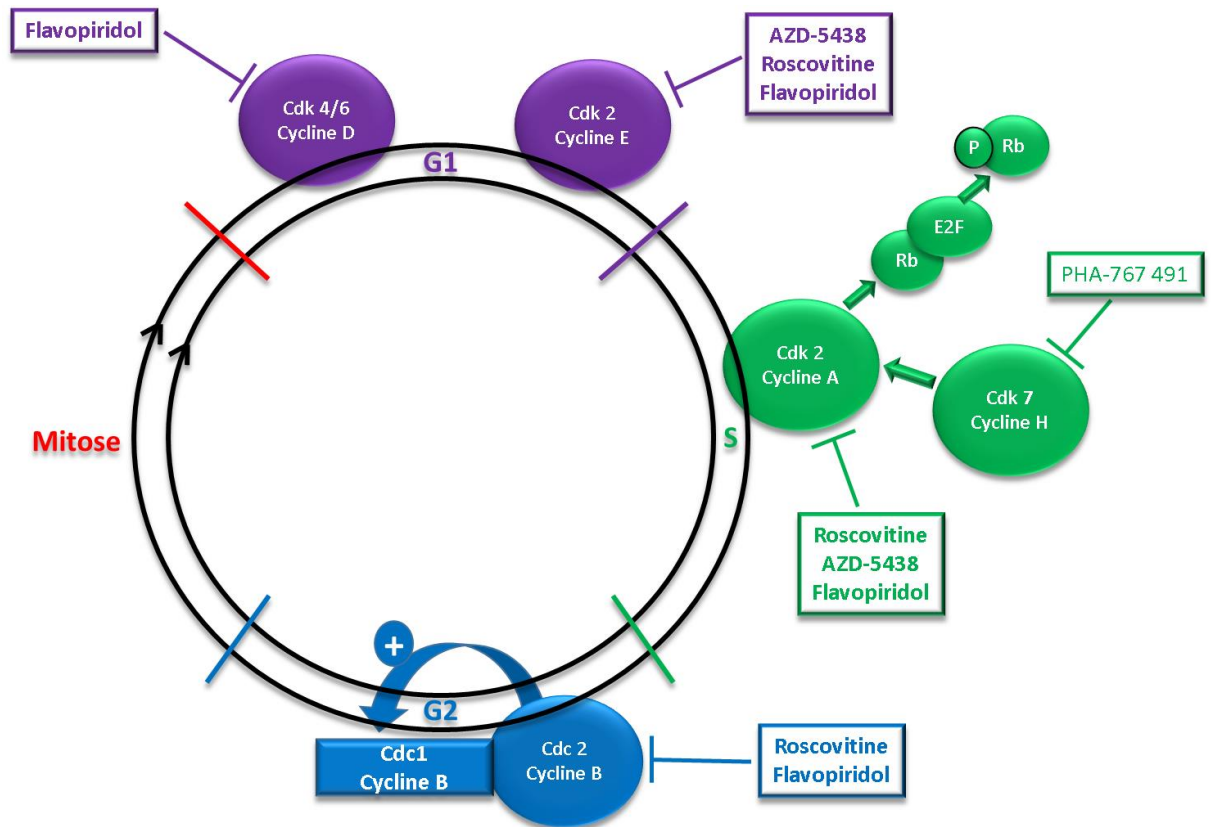 Flavopiridol
Cdk 4/6
Cycline D
Cdk 2
Cycline E
AZD-5438
Roscovitine
Flavopiridol
G1
P
Rb
E2F
Rb
PHA-767 491
Cdk 2
Cycline A
Cdk 7
Cycline H
Mitose
S
Roscovitine
AZD-5438
Flavopiridol
+
G2
Cdc1
Cycline B
Cdc 2
Cycline B
Roscovitine
Flavopiridol